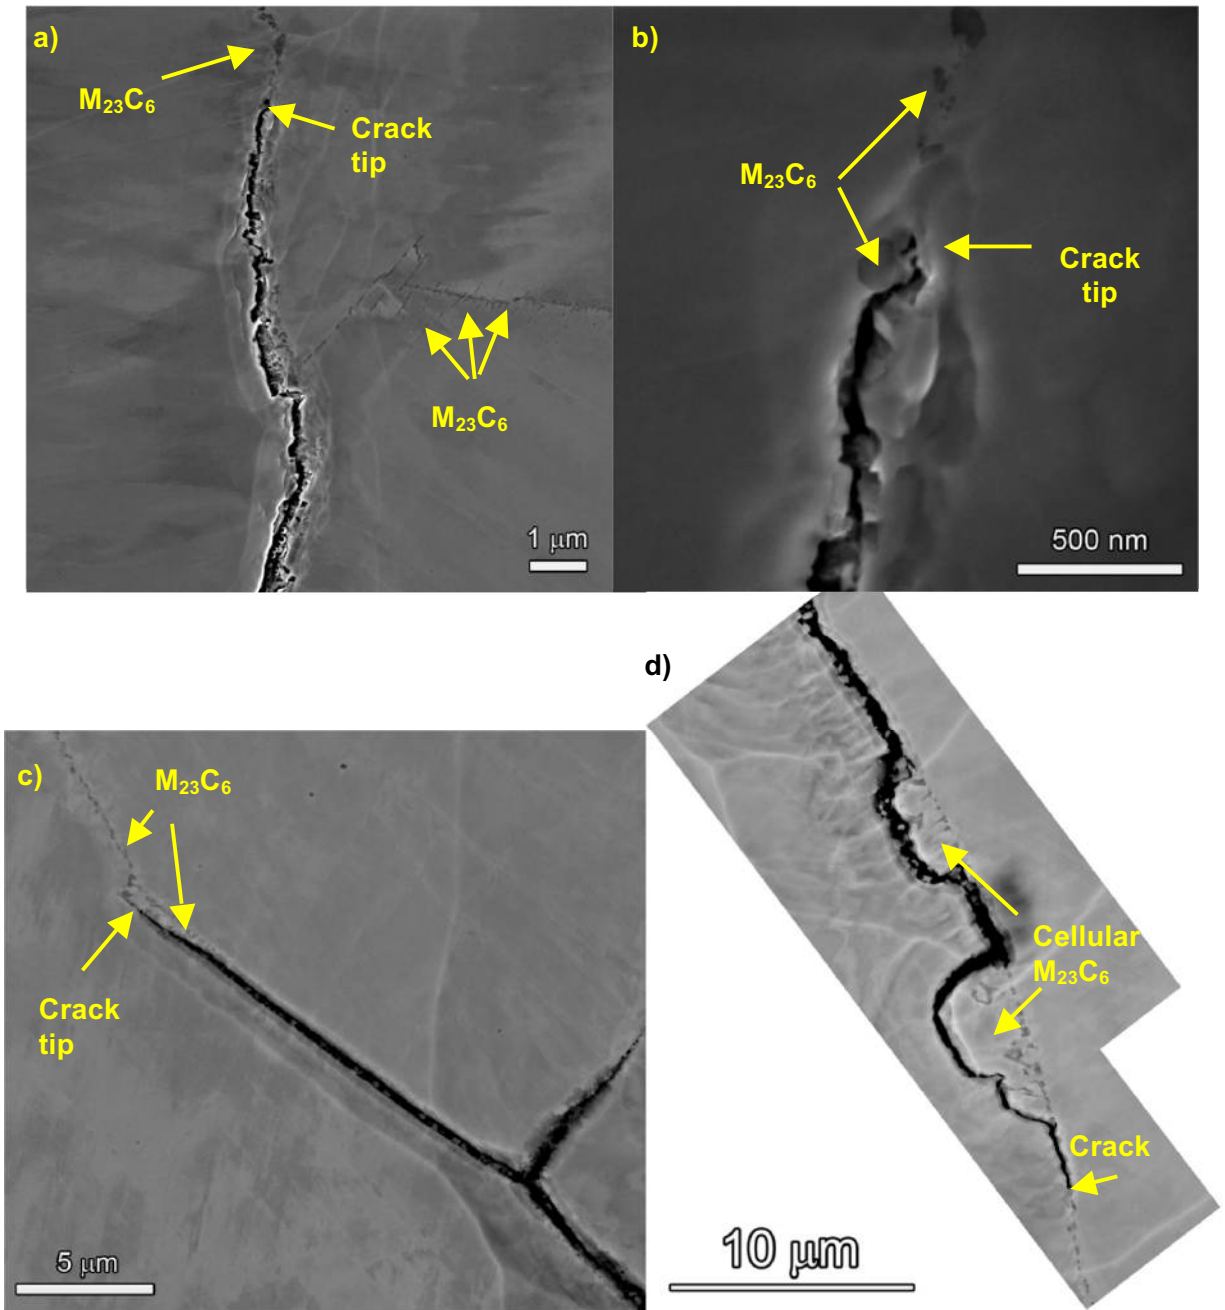 a)
M₂₃C₆
Crack
tip
M₂₃C₆
1 μm
b)
M₂₃C₆
Crack
tip
500 nm
c)
M₂₃C₆
Crack
tip
5 μm
d)
Cellular
M₂₃C₆
Crack
10 μm